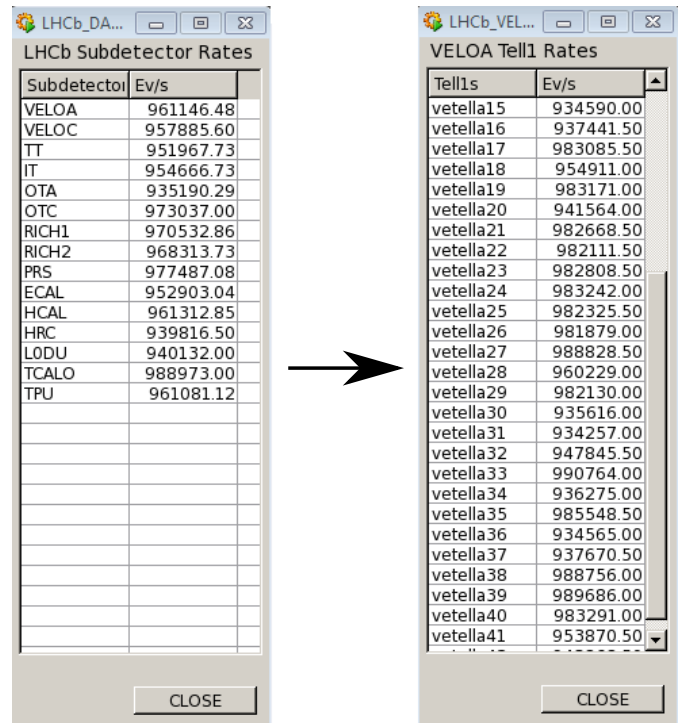 LHCb_DA...
LHCb Subdetector Rates
Subdetector Ev/s
VELOA 961146.48
VELOC 957885.60
TT 951967.73
IT 954666.73
OTA 935190.29
OTC 973037.00
RICH1 970532.86
RICH2 968313.73
PRS 977487.08
ECAL 952903.04
HCAL 961312.85
HRC 939816.50
L0DU 940132.00
TCALO 988973.00
TPU 961081.12
CLOSE
LHCb_VEL...
VELOA Tell1 Rates
Tell1s Ev/s
vetella15 934590.00
vetella16 937441.50
vetella17 983085.50
vetella18 954911.00
vetella19 983171.00
vetella20 941564.00
vetella21 982668.50
vetella22 982111.50
vetella23 982808.50
vetella24 983242.00
vetella25 982325.50
vetella26 981879.00
vetella27 988828.50
vetella28 960229.00
vetella29 982130.00
vetella30 935616.00
vetella31 934257.00
vetella32 947845.50
vetella33 990764.00
vetella34 936275.00
vetella35 985548.50
vetella36 934565.00
vetella37 937670.50
vetella38 988756.00
vetella39 989686.00
vetella40 983291.00
vetella41 953870.50
CLOSE